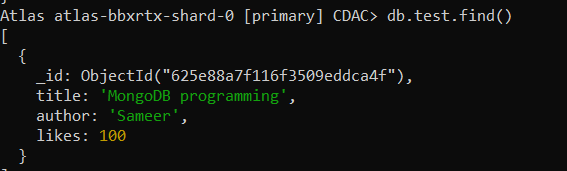 Atlas atlas-bbxrtx-shard-0 [primary] CDAC> db.test.find()
[
  {
    _id: ObjectId("625e88a7f116f3509eddca4f"),
    title: 'MongoDB programming',
    author: 'Sameer',
    likes: 100
  }